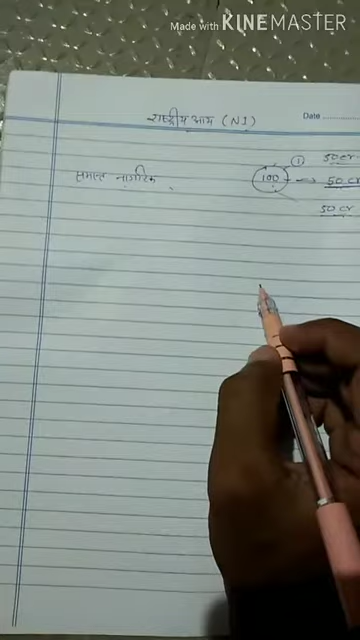 Made with KINEMASTER
राष्ट्रीय आय (NI)
Date
① 50 cr
समस्त नागरिक 100 → 50 cr
50 cr